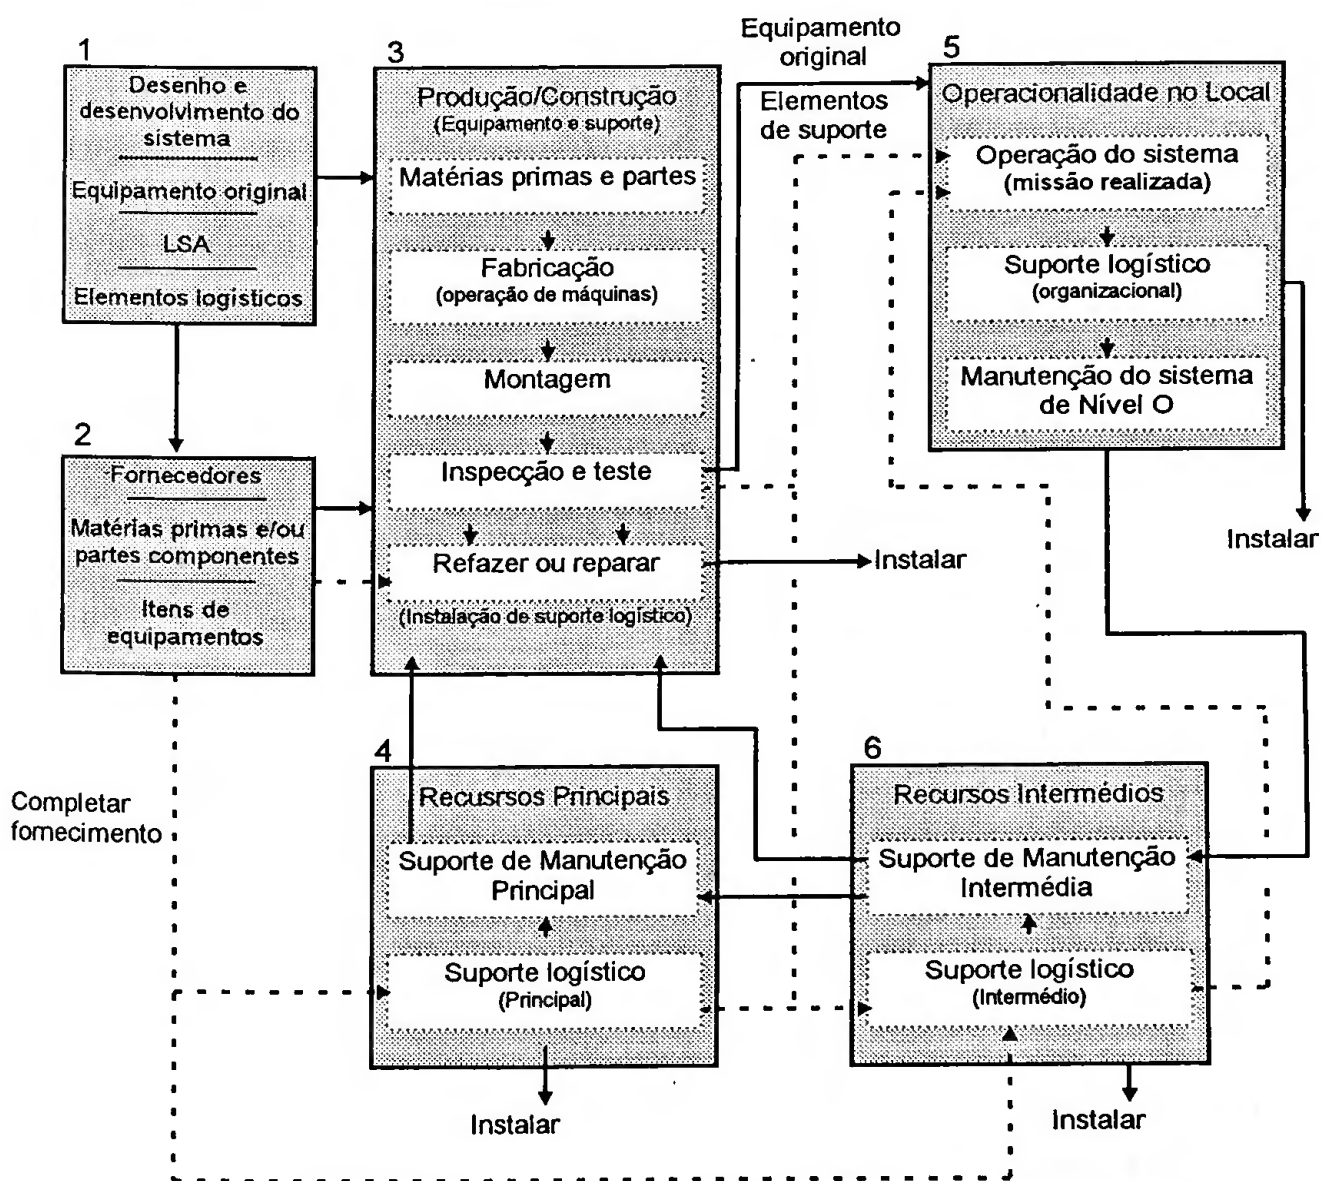 1
Desenho e
desenvolvimento do
sistema
Equipamento original
LSA
Elementos logísticos
2
Fornecedores
Matérias primas e/ou
partes componentes
Itens de
equipamentos
Completar
fornecimento
3
Produção/Construção
(Equipamento e suporte)
Matérias primas e partes
Fabricação
(operação de máquinas)
Montagem
Inspecção e teste
Refazer ou reparar
(Instalação de suporte logístico)
Instalar
Equipamento
original
Elementos
de suporte
5
Operacionalidade no Local
Operação do sistema
(missão realizada)
Suporte logístico
(organizacional)
Manutenção do sistema
de Nível O
Instalar
4
Recusrsos Principais
Suporte de Manutenção
Principal
Suporte logístico
(Principal)
Instalar
6
Recursos Intermédios
Suporte de Manutenção
Intermédia
Suporte logístico
(Intermédio)
Instalar